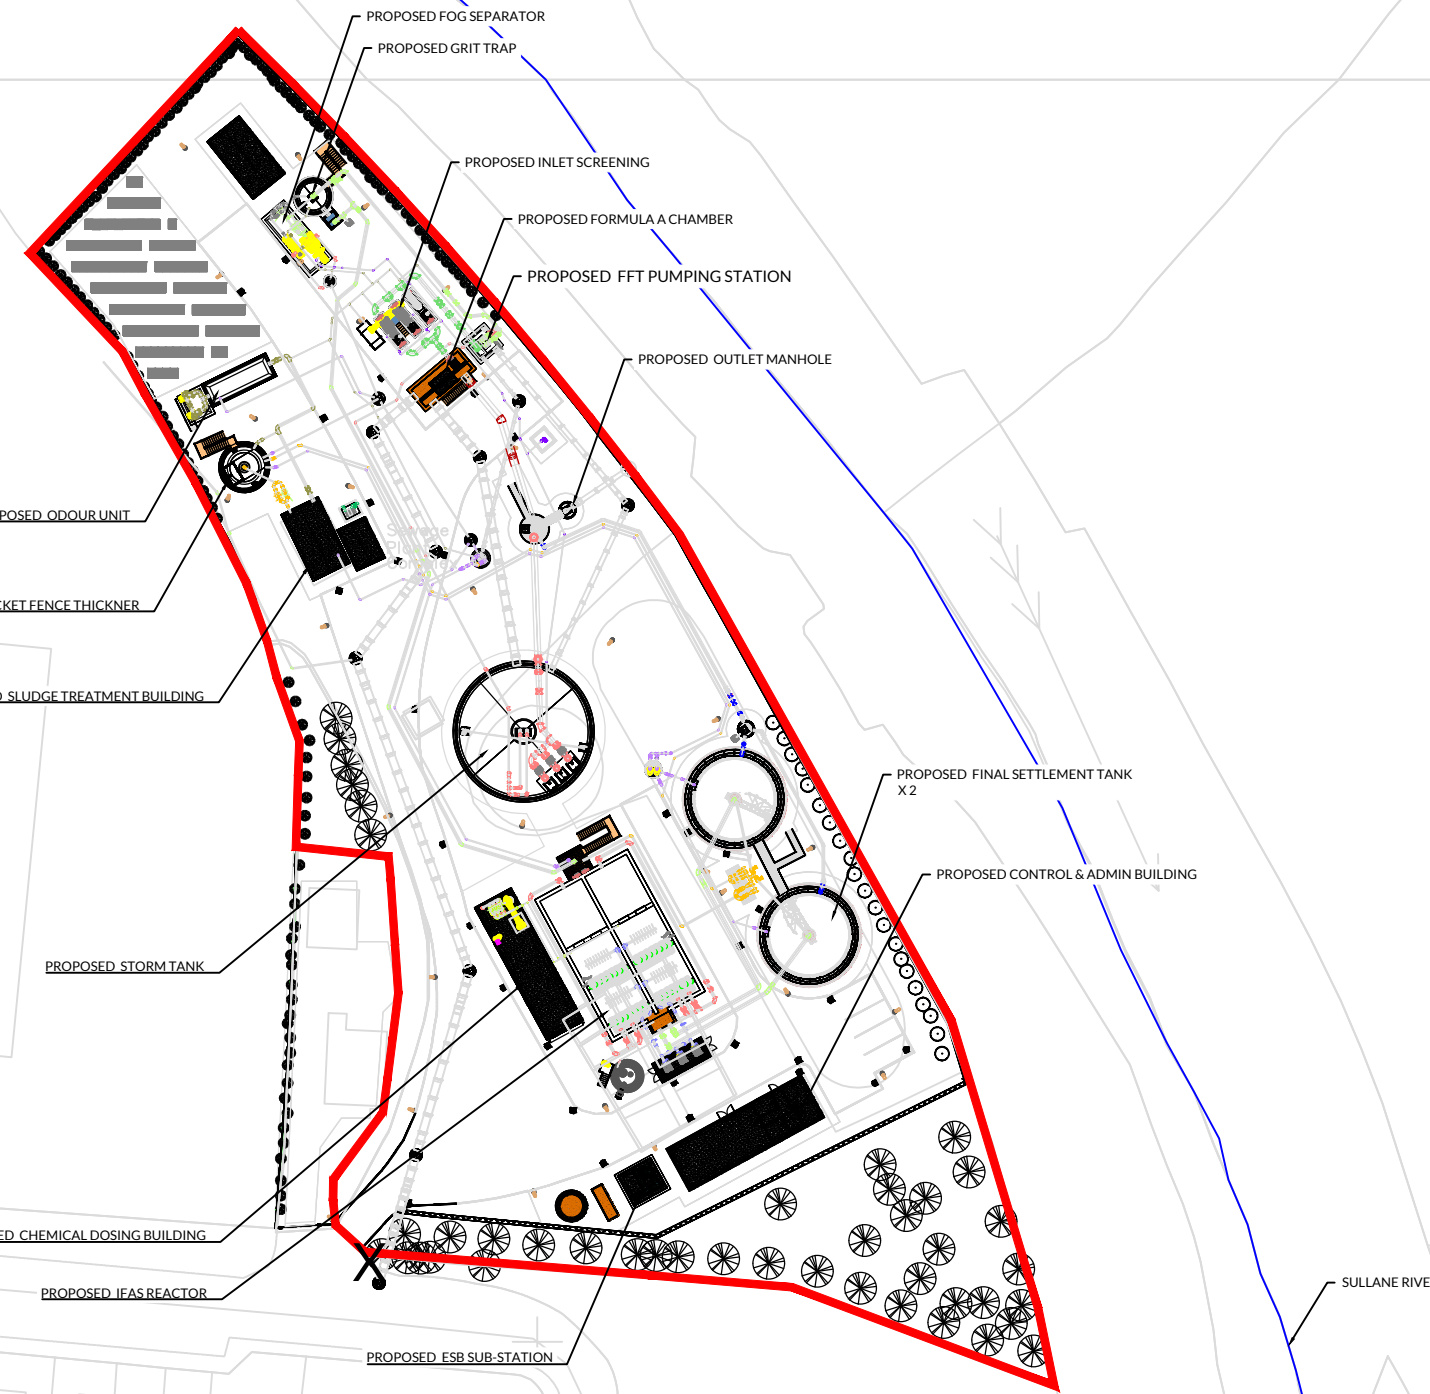 PROPOSED FOG SEPARATOR
PROPOSED GRIT TRAP
PROPOSED INLET SCREENING
PROPOSED FORMULA A CHAMBER
PROPOSED FFT PUMPING STATION
PROPOSED OUTLET MANHOLE
POSED ODOUR UNIT
Sewage
CKET FENCE THICKNER
D SLUDGE TREATMENT BUILDING
PROPOSED FINAL SETTLEMENT TANK
X 2
PROPOSED CONTROL & ADMIN BUILDING
PROPOSED STORM TANK
ED CHEMICAL DOSING BUILDING
PROPOSED IFAS REACTOR
SULLANE RIVE
PROPOSED ESB SUB-STATION